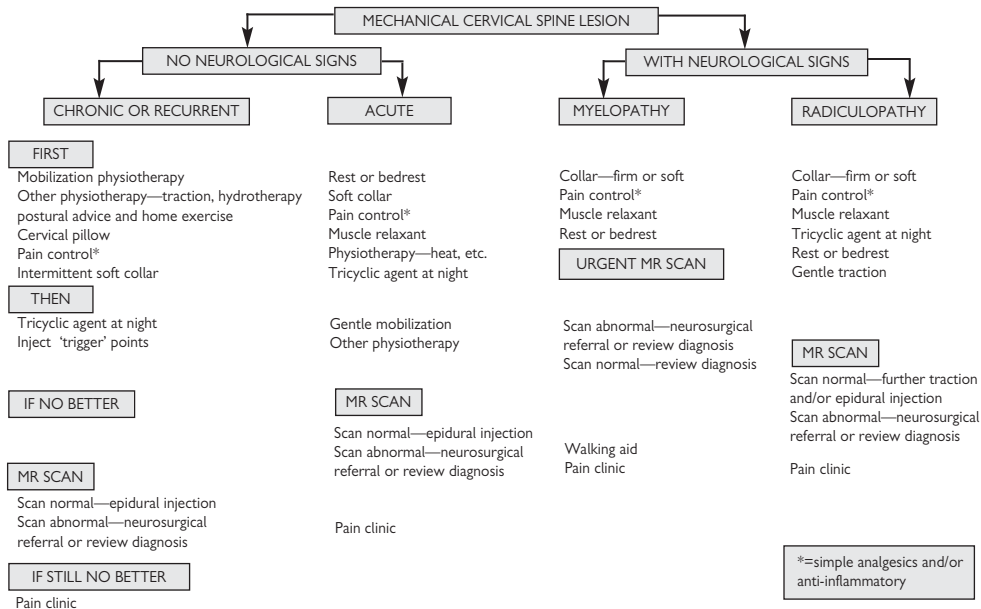 MECHANICAL CERVICAL SPINE LESION
NO NEUROLOGICAL SIGNS
WITH NEUROLOGICAL SIGNS
CHRONIC OR RECURRENT
ACUTE
MYELOPATHY
RADICULOPATHY
FIRST
Mobilization physiotherapy
Other physiotherapy—traction, hydrotherapy
postural advice and home exercise
Cervical pillow
Pain control*
Intermittent soft collar
THEN
Tricyclic agent at night
Inject ‘trigger’ points
IF NO BETTER
MR SCAN
Scan normal—epidural injection
Scan abnormal—neurosurgical
referral or review diagnosis
IF STILL NO BETTER
Pain clinic
Rest or bedrest
Soft collar
Pain control*
Muscle relaxant
Physiotherapy—heat, etc.
Tricyclic agent at night
Gentle mobilization
Other physiotherapy
MR SCAN
Scan normal—epidural injection
Scan abnormal—neurosurgical
referral or review diagnosis
Pain clinic
Collar—firm or soft
Pain control*
Muscle relaxant
Rest or bedrest
URGENT MR SCAN
Scan abnormal—neurosurgical
referral or review diagnosis
Scan normal—review diagnosis
Walking aid
Pain clinic
Collar—firm or soft
Pain control*
Muscle relaxant
Tricyclic agent at night
Rest or bedrest
Gentle traction
MR SCAN
Scan normal—further traction
and/or epidural injection
Scan abnormal—neurosurgical
referral or review diagnosis
Pain clinic
*=simple analgesics and/or
anti-inflammatory